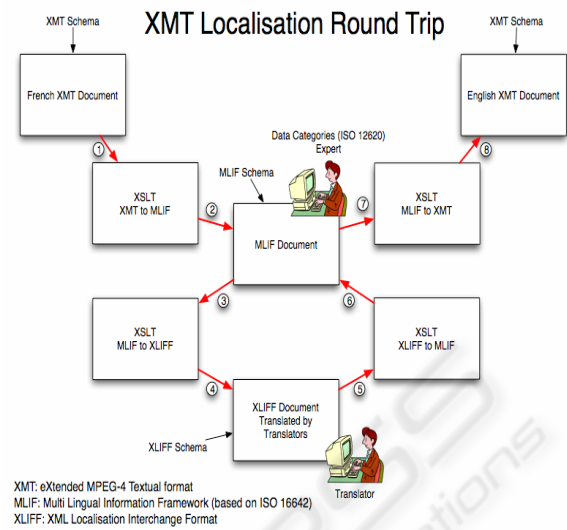 XMT Localisation Round Trip
XMT Schema
XMT Schema
French XMT Document
English XMT Document
Data Categories (ISO 12620)
Expert
1
8
MLIF Schema
XSLT
XMT to MLIF
2
7
XSLT
MLIF to XMT
MLIF Document
3
6
XSLT
MLIF to XLIFF
XSLT
XLIFF to MLIF
4
5
XLIFF Document
Translated by
Translators
XLIFF Schema
Translator
XMT: eXtended MPEG-4 Textual format
MLIF: Multi Lingual Information Framework (based on ISO 16642)
XLIFF: XML Localisation Interchange Format